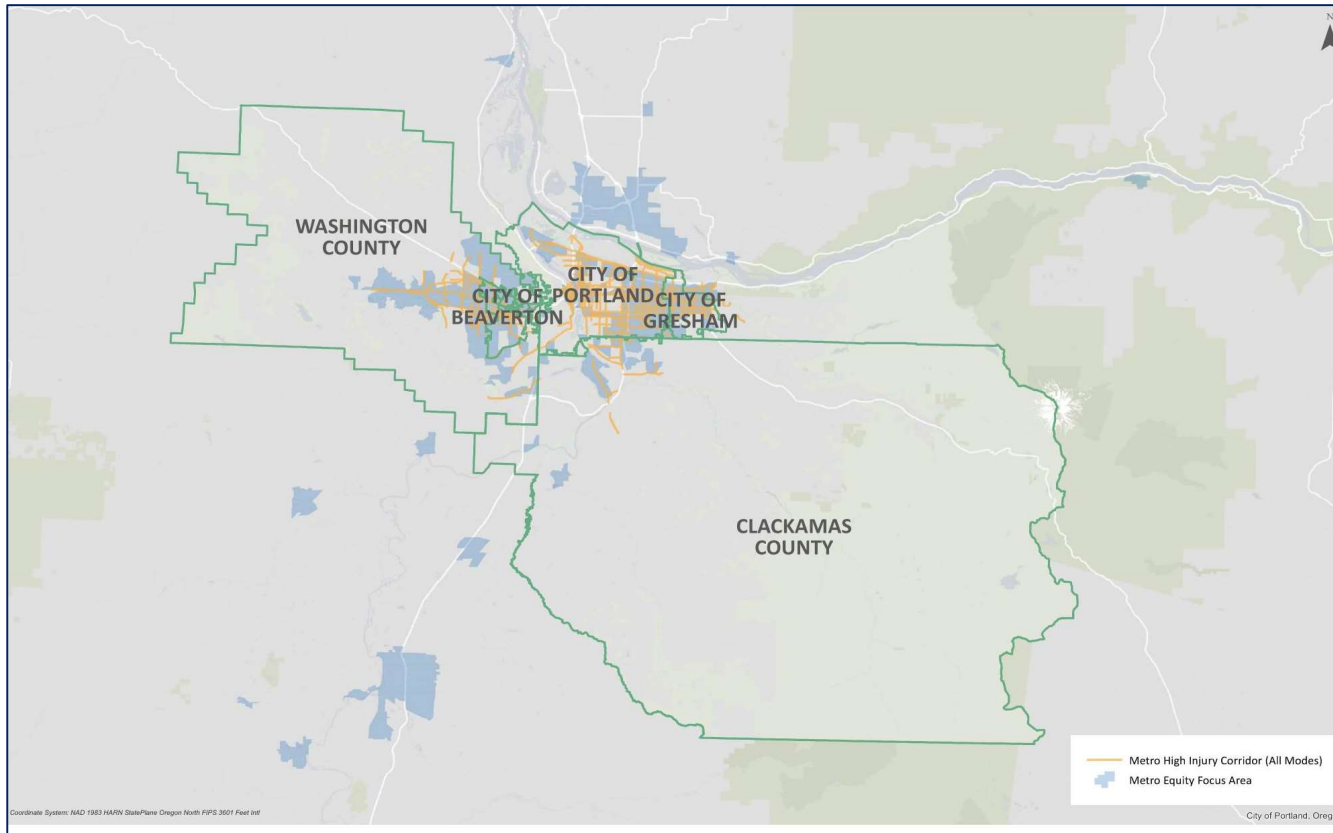 N
WASHINGTON
COUNTY
CITY OF
PORTLAND
CITY OF
BEAVERTON
CITY OF
GRESHAM
CLACKAMAS
COUNTY
Metro High Injury Corridor (All Modes)
Metro Equity Focus Area
Coordinate System: NAD 1983 HARN StatePlane Oregon North FIPS 3601 Feet Intl
City of Portland, Oreg